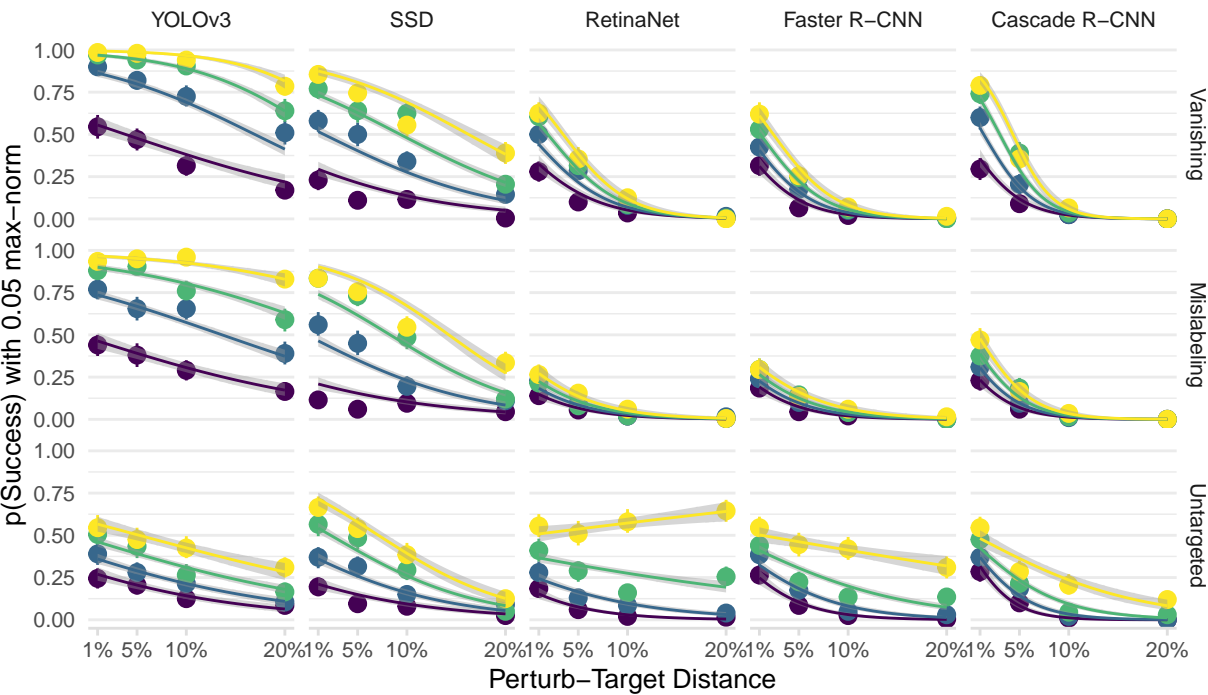 YOLOv3 SSD RetinaNet Faster R−CNN Cascade R−CNN
p(Success) with 0.05 max−norm
1.00
0.75
0.50
0.25
0.00
Vanishing
1.00
0.75
0.50
0.25
0.00
Mislabeling
1.00
0.75
0.50
0.25
0.00
Untargeted
1% 5% 10% 20% 1% 5% 10% 20% 1% 5% 10% 20% 1% 5% 10% 20% 1% 5% 10% 20%
Perturb−Target Distance